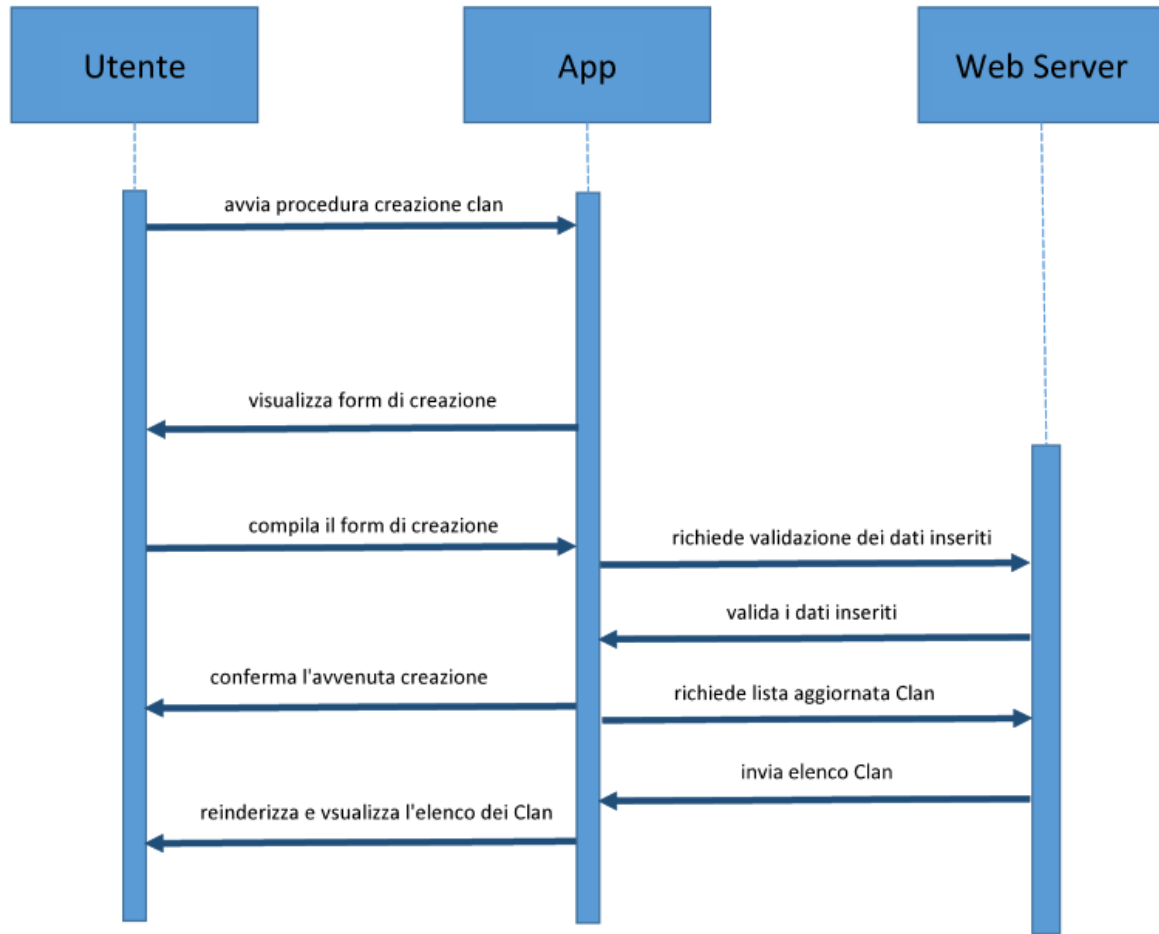 Utente
App
Web Server
avvia procedura creazione clan
visualizza form di creazione
compila il form di creazione
richiede validazione dei dati inseriti
valida i dati inseriti
conferma l'avvenuta creazione
richiede lista aggiornata Clan
invia elenco Clan
reinderizza e vsualizza l'elenco dei Clan